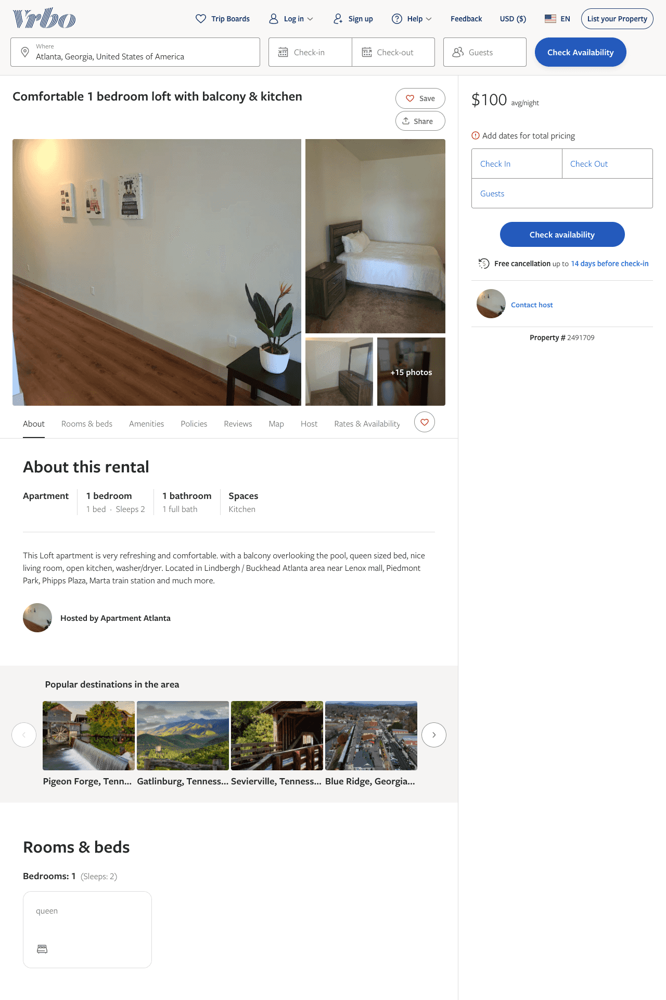 Vrbo
Trip Boards
Log in
Sign up
Help
Feedback
USD ($)
EN
List your Property
Where
Atlanta, Georgia, United States of America
Check-in
Check-out
Guests
Check Availability
Comfortable 1 bedroom loft with balcony & kitchen
Save
Share
+15 photos
$100 avg/night
Add dates for total pricing
Check In
Check Out
Guests
Check availability
Free cancellation up to 14 days before check-in
Contact host
Property # 2491709
About
Rooms & beds
Amenities
Policies
Reviews
Map
Host
Rates & Availability
About this rental
Apartment
1 bedroom
1 bed · Sleeps 2
1 bathroom
1 full bath
Spaces
Kitchen
This Loft apartment is very refreshing and comfortable. with a balcony overlooking the pool, queen sized bed, nice
living room, open kitchen, washer/dryer. Located in Lindbergh / Buckhead Atlanta area near Lenox mall, Piedmont
Park, Phipps Plaza, Marta train station and much more.
Hosted by Apartment Atlanta
Popular destinations in the area
Pigeon Forge, Tenn...
Gatlinburg, Tenness...
Sevierville, Tenness...
Blue Ridge, Georgia...
Rooms & beds
Bedrooms: 1 (Sleeps: 2)
queen